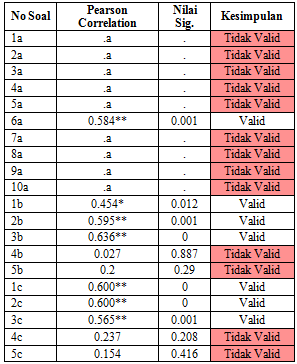 No Soal Pearson Correlation Nilai Sig. Kesimpulan
1a .a . Tidak Valid
2a .a . Tidak Valid
3a .a . Tidak Valid
4a .a . Tidak Valid
5a .a . Tidak Valid
6a 0.584** 0.001 Valid
7a .a . Tidak Valid
8a .a . Tidak Valid
9a .a . Tidak Valid
10a .a . Tidak Valid
1b 0.454* 0.012 Valid
2b 0.595** 0.001 Valid
3b 0.636** 0 Valid
4b 0.027 0.887 Tidak Valid
5b 0.2 0.29 Tidak Valid
1c 0.600** 0 Valid
2c 0.600** 0 Valid
3c 0.565** 0.001 Valid
4c 0.237 0.208 Tidak Valid
5c 0.154 0.416 Tidak Valid